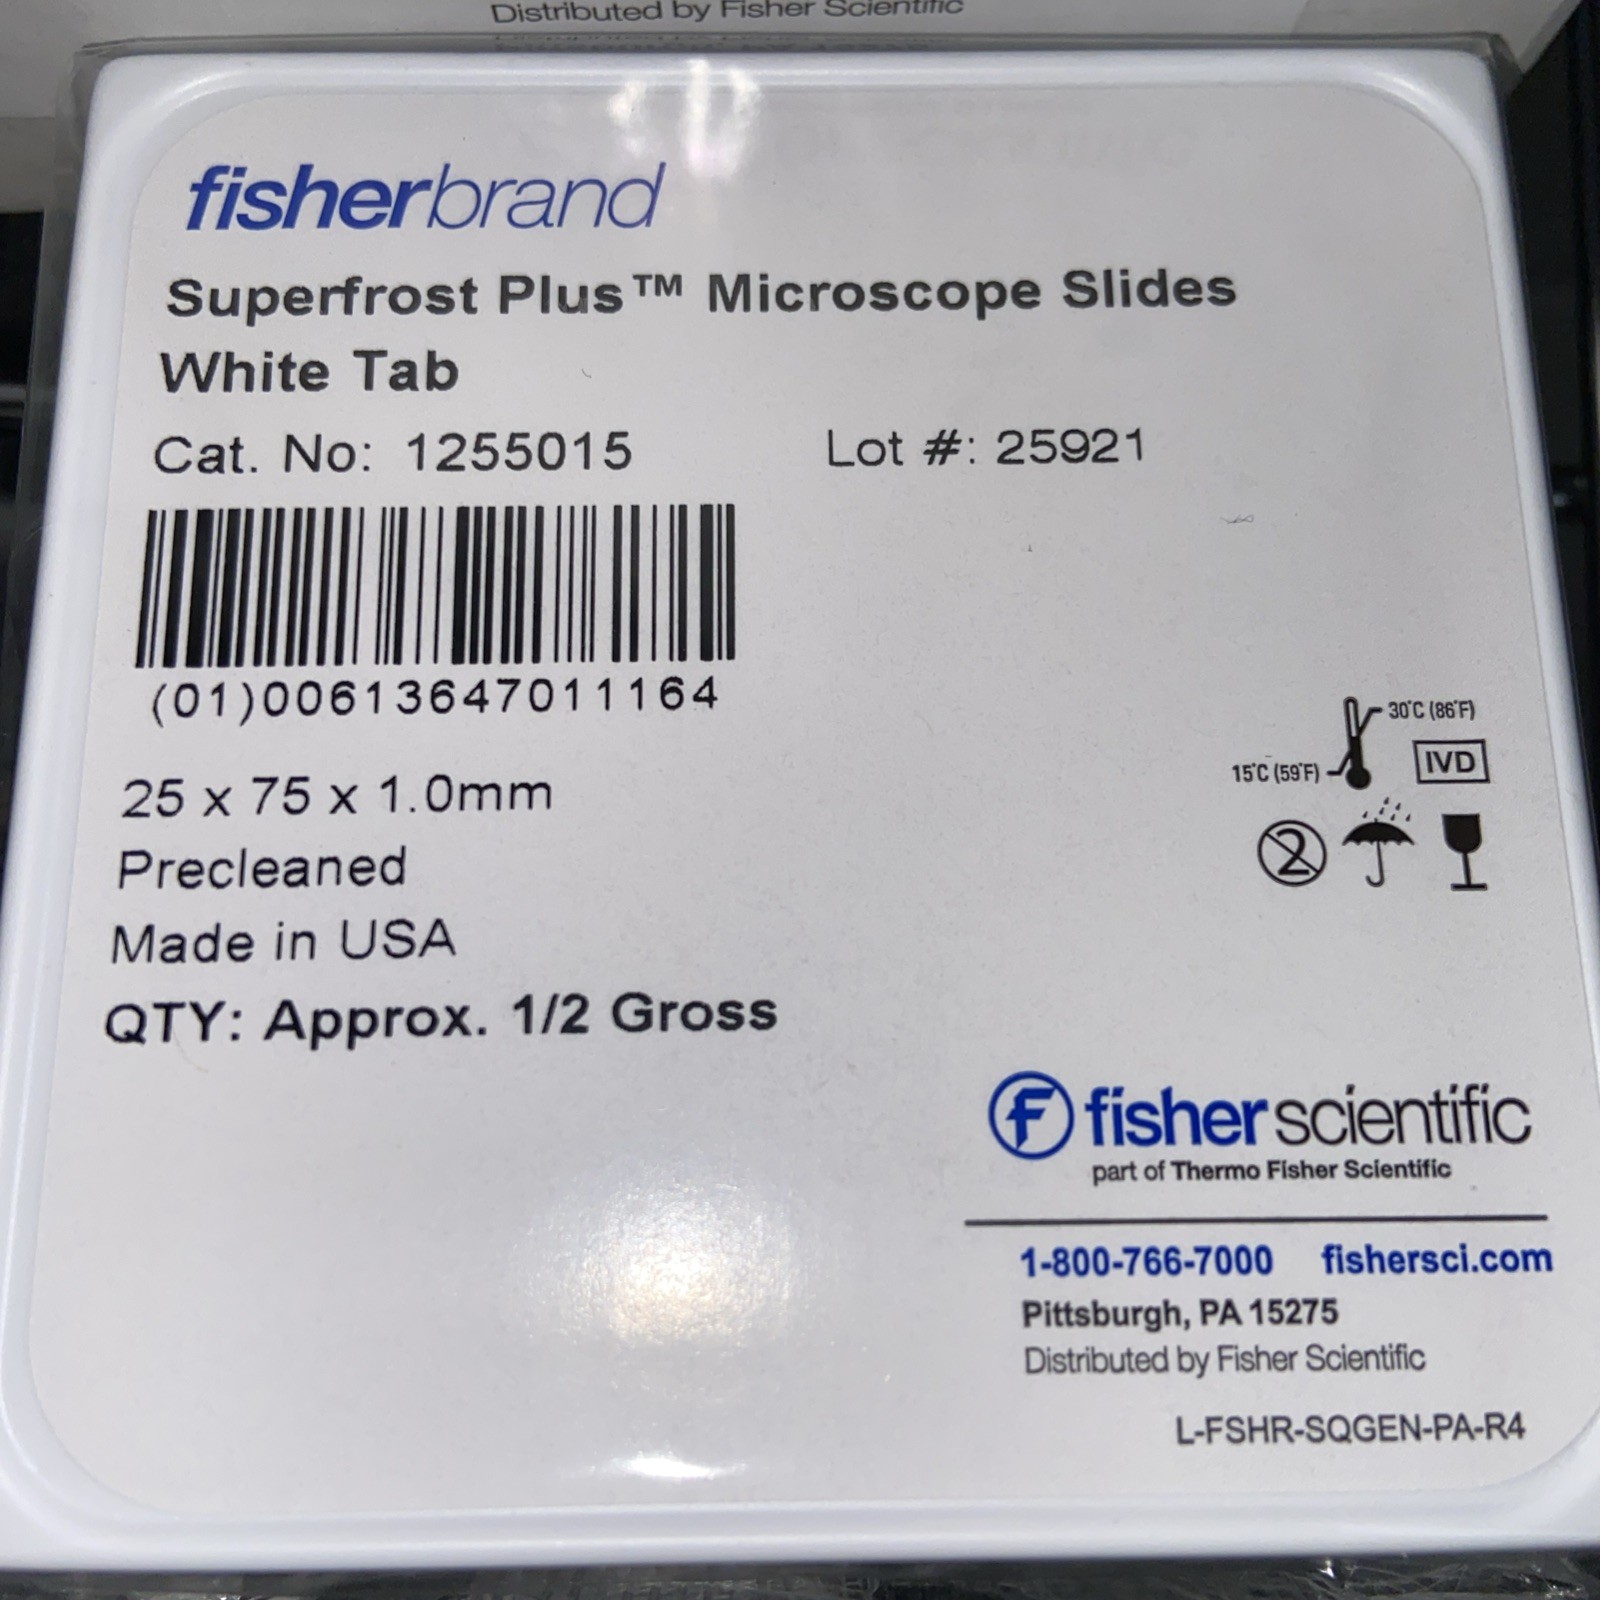 Distributed by Fisher Scientific
fisherbrand
Superfrost Plus™ Microscope Slides
White Tab
Cat. No: 1255015 Lot #: 25921
(01)00613647011164
30°C (86°F)
15°C (59°F)
IVD
2
25 x 75 x 1.0mm
Precleaned
Made in USA
QTY: Approx. 1/2 Gross
F fisher scientific
part of Thermo Fisher Scientific
1-800-766-7000 fishersci.com
Pittsburgh, PA 15275
Distributed by Fisher Scientific
L-FSHR-SQGEN-PA-R4